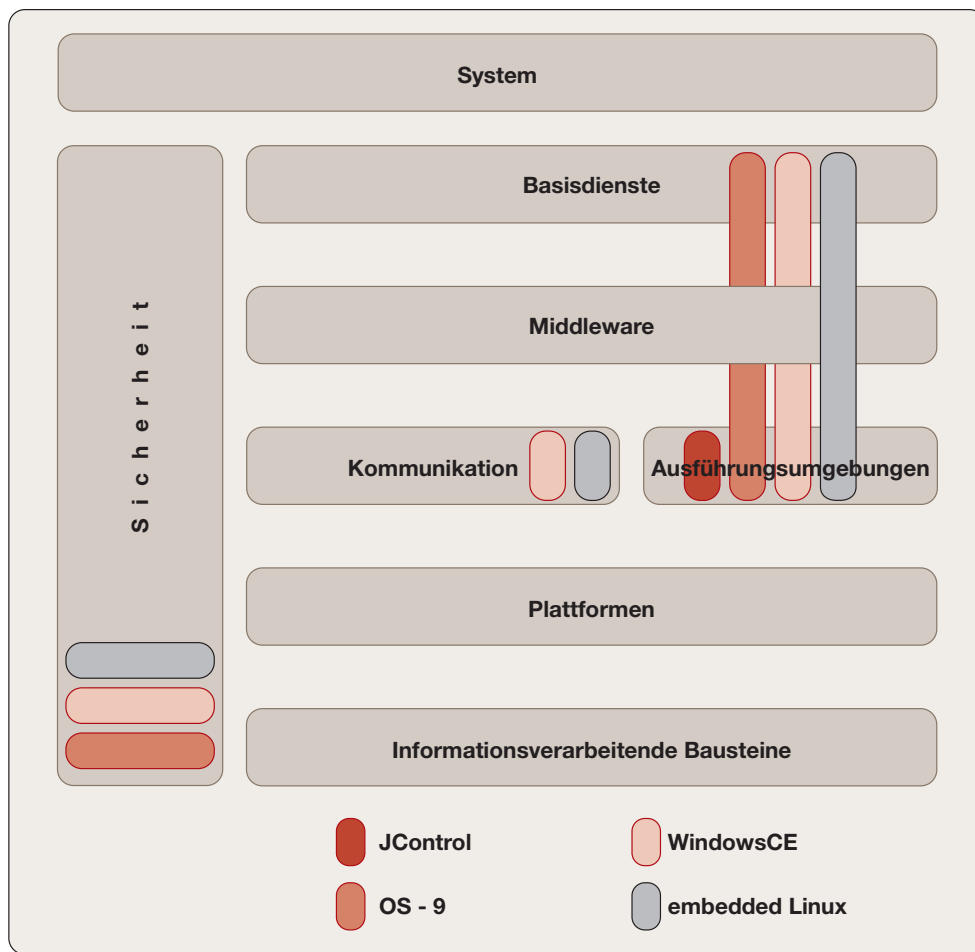 System
Basisdienste
Sicherheit
Middleware
Kommunikation
Ausführungsumgebungen
Plattformen
Informationsverarbeitende Bausteine
JControl
WindowsCE
OS - 9
embedded Linux